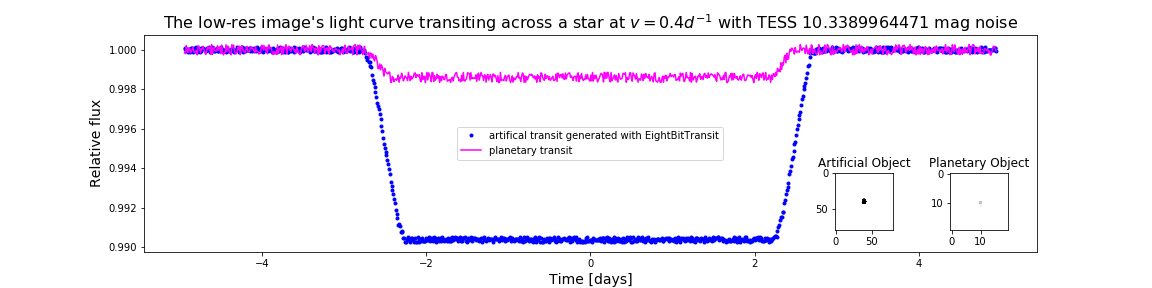 The low-res image's light curve transiting across a star at v = 0.4d⁻¹ with TESS 10.3389964471 mag noise
1.000
0.998
0.996
0.994
0.992
0.990
Relative flux
artifical transit generated with EightBitTransit
planetary transit
Artificial Object
0
50
0 50
Planetary Object
0
10
0 10
−4 −2 0 2 4
Time [days]